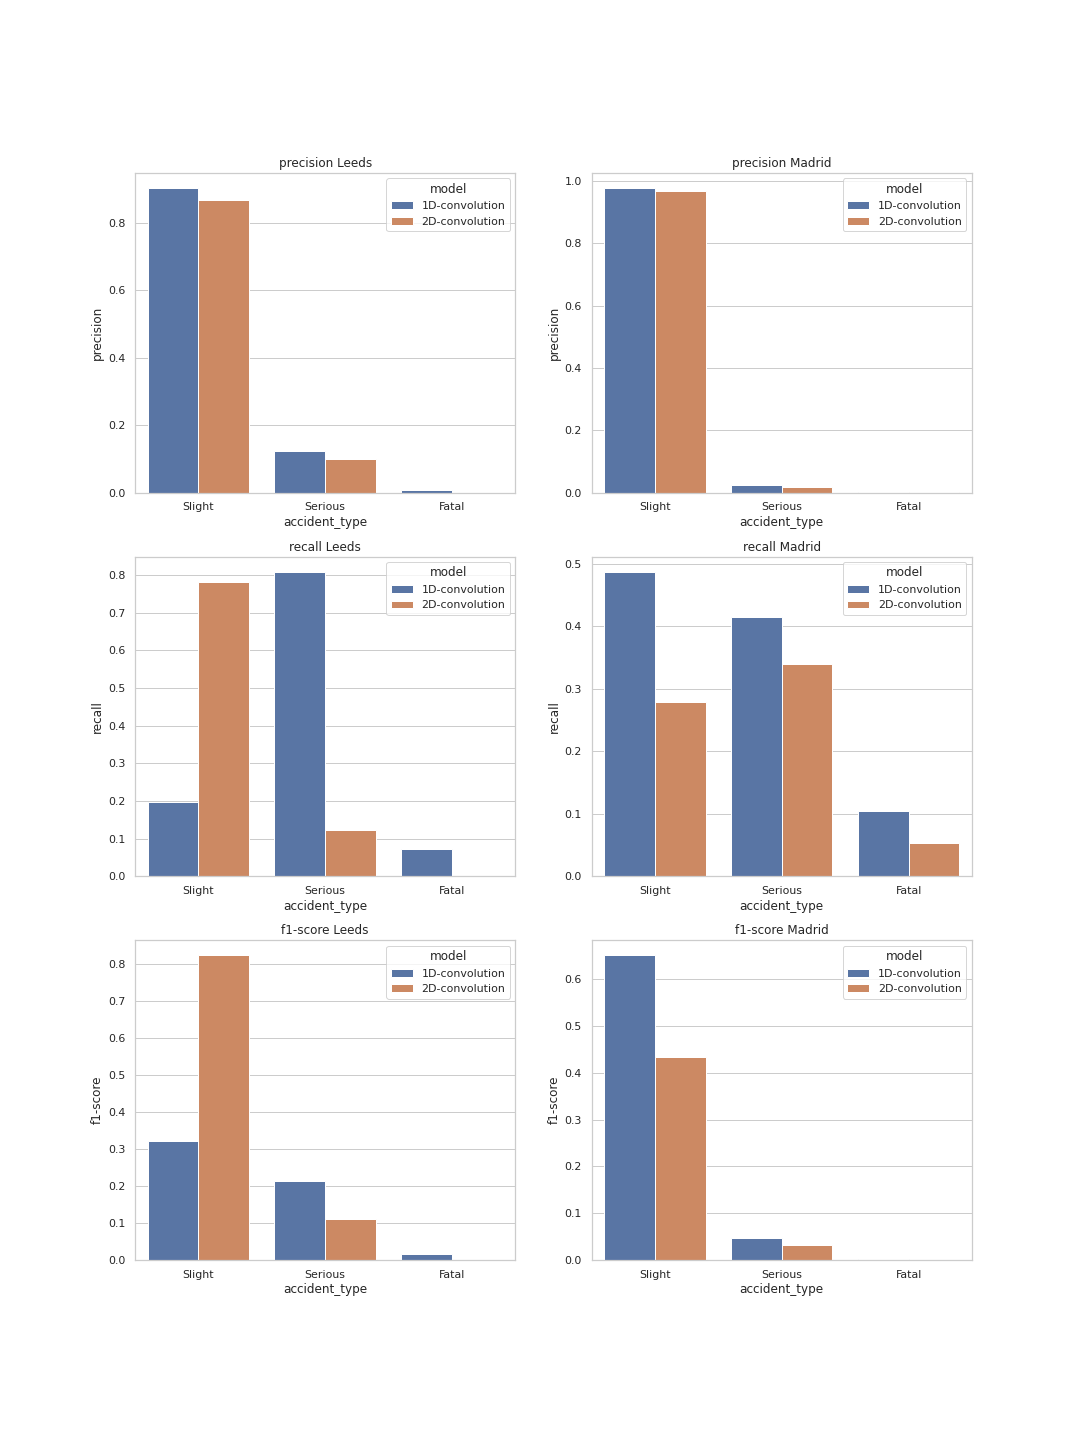 precision Leeds
model
1D-convolution
2D-convolution
0.8
0.6
0.4
0.2
0.0
precision
Slight Serious Fatal
accident_type
precision Madrid
model
1D-convolution
2D-convolution
1.0
0.8
0.6
0.4
0.2
0.0
precision
Slight Serious Fatal
accident_type
recall Leeds
model
1D-convolution
2D-convolution
0.8
0.7
0.6
0.5
0.4
0.3
0.2
0.1
0.0
recall
Slight Serious Fatal
accident_type
recall Madrid
model
1D-convolution
2D-convolution
0.5
0.4
0.3
0.2
0.1
0.0
recall
Slight Serious Fatal
accident_type
f1-score Leeds
model
1D-convolution
2D-convolution
0.8
0.7
0.6
0.5
0.4
0.3
0.2
0.1
0.0
f1-score
Slight Serious Fatal
accident_type
f1-score Madrid
model
1D-convolution
2D-convolution
0.6
0.5
0.4
0.3
0.2
0.1
0.0
f1-score
Slight Serious Fatal
accident_type